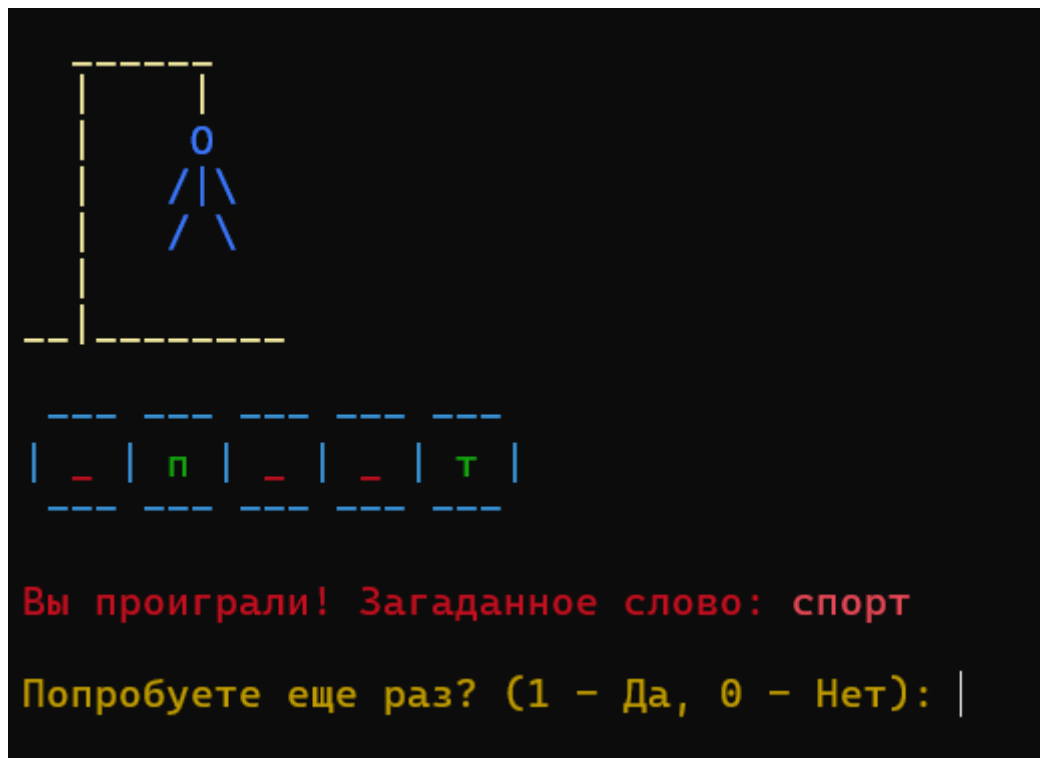 ------
|    |
|    O
|   /|\
|   / \
|
--|--------
--- --- --- --- ---
| _ | п | _ | _ | т |
--- --- --- --- ---
Вы проиграли! Загаданное слово: спорт
Попробуете еще раз? (1 - Да, 0 - Нет):